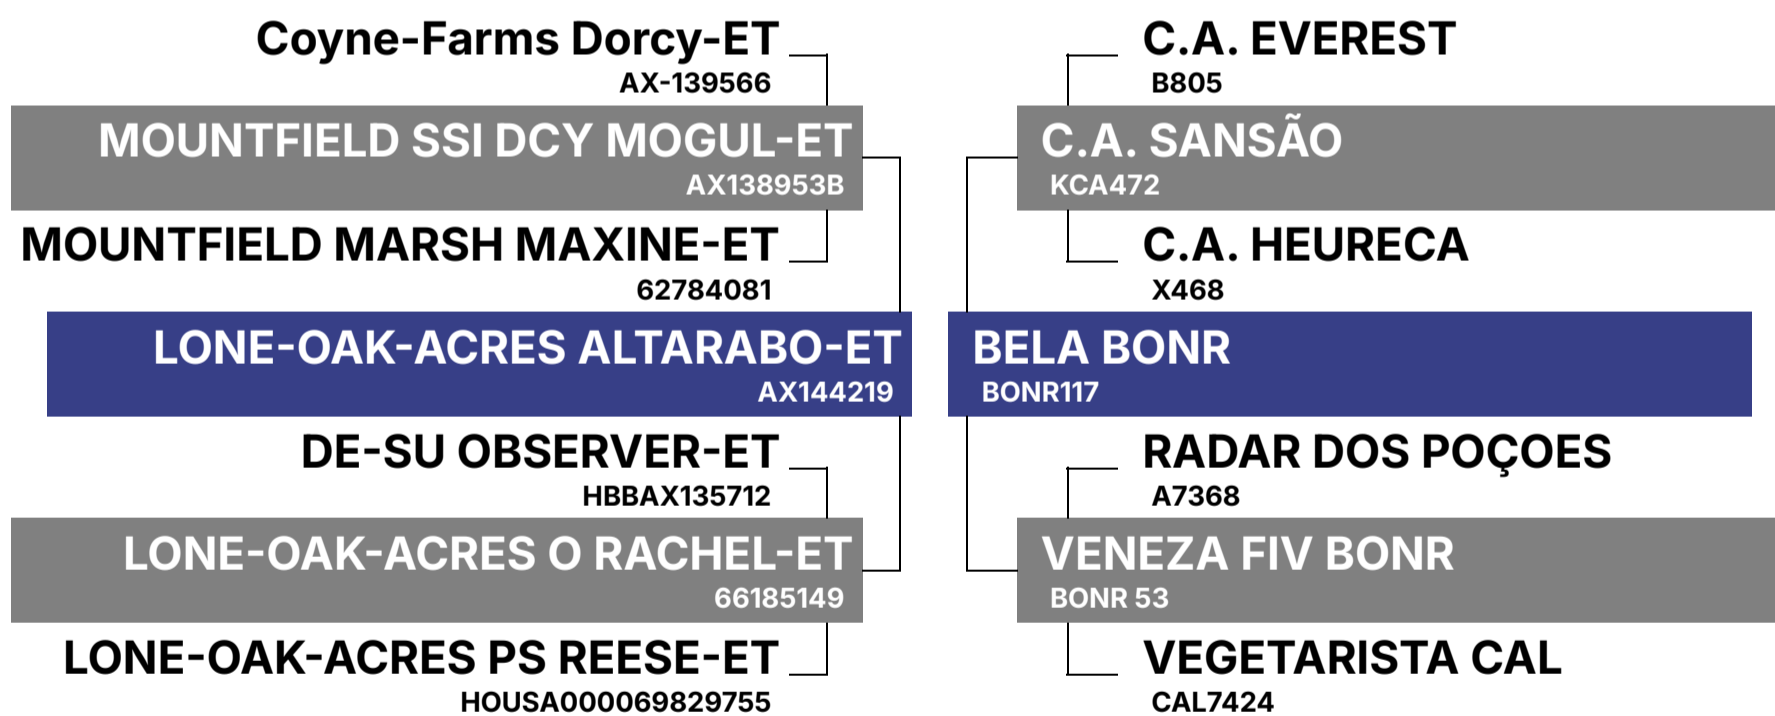 Coyne-Farms Dorcy-ET
AX-139566
MOUNTFIELD SSI DCY MOGUL-ET
AX138953B
MOUNTFIELD MARSH MAXINE-ET
62784081
LONE-OAK-ACRES ALTARABO-ET
AX144219
DE-SU OBSERVER-ET
HBBAX135712
LONE-OAK-ACRES O RACHEL-ET
66185149
LONE-OAK-ACRES PS REESE-ET
HOUSA000069829755
C.A. EVEREST
B805
C.A. SANSÃO
KCA472
C.A. HEURECA
X468
BELA BONR
BONR117
RADAR DOS POÇOES
A7368
VENEZA FIV BONR
BONR 53
VEGETARISTA CAL
CAL7424